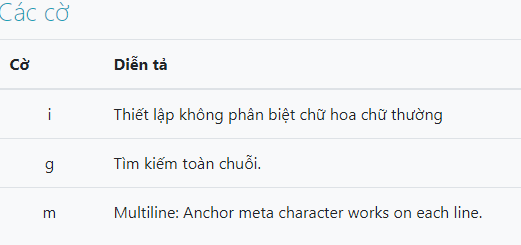 Các cờ
Cờ Diễn tả
i Thiết lập không phân biệt chữ hoa chữ thường
g Tìm kiếm toàn chuỗi.
m Multiline: Anchor meta character works on each line.